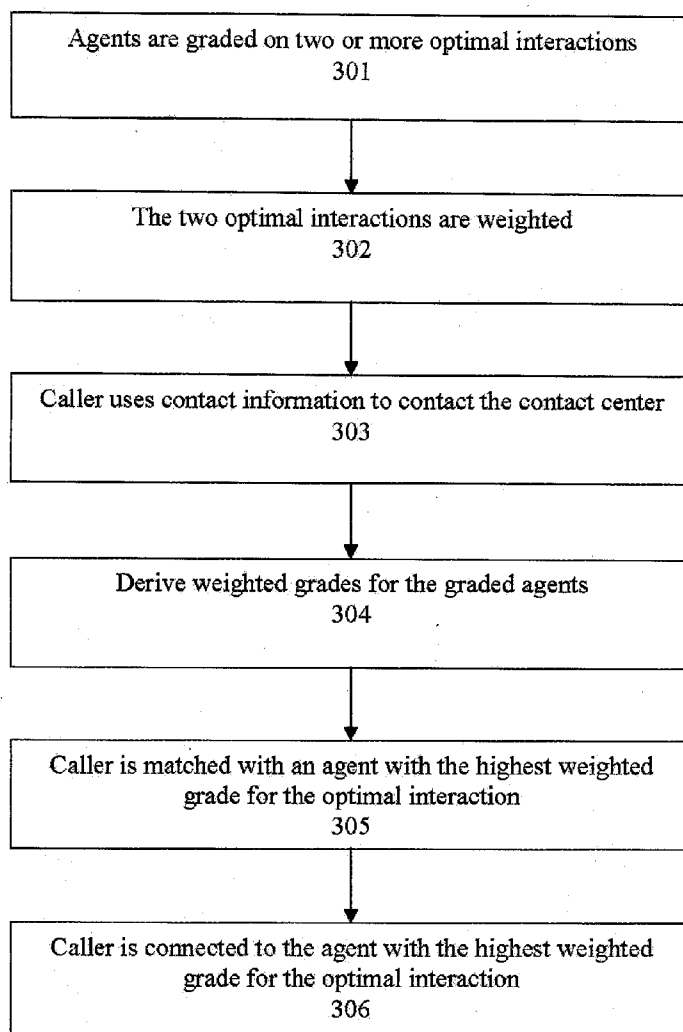 Agents are graded on two or more optimal interactions
301
The two optimal interactions are weighted
302
Caller uses contact information to contact the contact center
303
Derive weighted grades for the graded agents
304
Caller is matched with an agent with the highest weighted
grade for the optimal interaction
305
Caller is connected to the agent with the highest weighted
grade for the optimal interaction
306